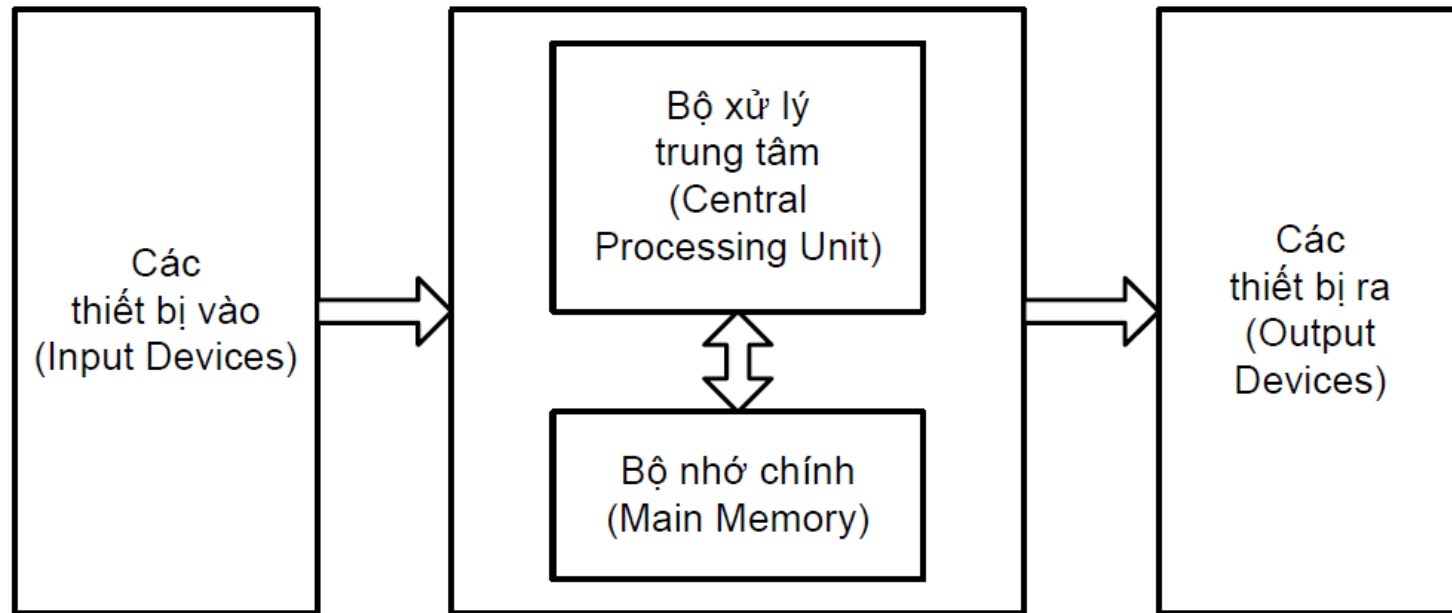 Các
thiết bị vào
(Input Devices)
Bộ xử lý
trung tâm
(Central
Processing Unit)
Bộ nhớ chính
(Main Memory)
Các
thiết bị ra
(Output
Devices)